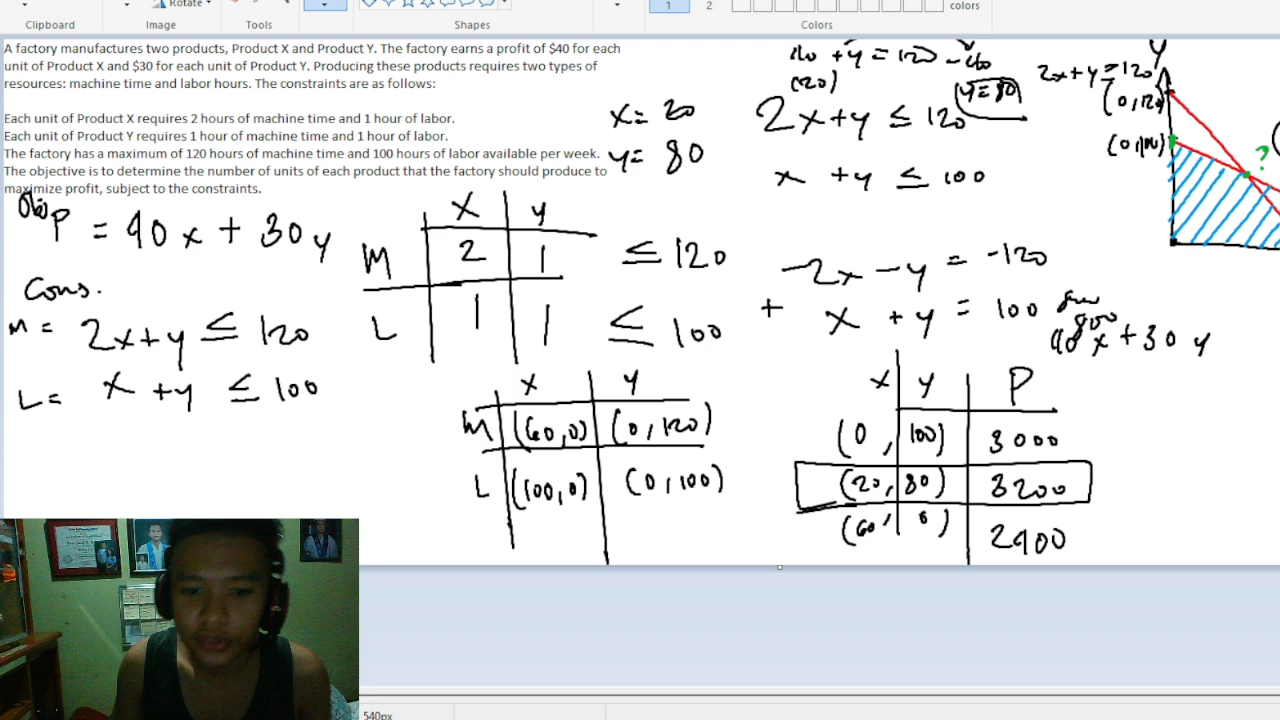 Rotate
1
2
colors
Clipboard
Image
Tools
Shapes
Colors
A factory manufactures two products, Product X and Product Y. The factory earns a profit of $40 for each
unit of Product X and $30 for each unit of Product Y. Producing these products requires two types of
resources: machine time and labor hours. The constraints are as follows:
Each unit of Product X requires 2 hours of machine time and 1 hour of labor.
Each unit of Product Y requires 1 hour of machine time and 1 hour of labor.
The factory has a maximum of 120 hours of machine time and 100 hours of labor available per week.
The objective is to determine the number of units of each product that the factory should produce to
maximize profit, subject to the constraints.
Obj P = 40x + 30y
Cons.
M = 2x+y ≤ 120
L = x +y ≤ 100
X Y
M 2 1 ≤ 120
L 1 1 ≤ 100
x = 20
y = 80
+ y = 120 - 40
(20)
y = 80
2x+y ≤ 120
x +y ≤ 100
-2x - y = -120
+ x + y = 100
40x + 30y
X Y
M (60,0) (0,120)
L (100,0) (0,100)
x y P
(0, 100) 3000
(20, 80) 3200
(60, 0) 2400
Y
2x+y=120
(0,120)
(0,100)
?
540px